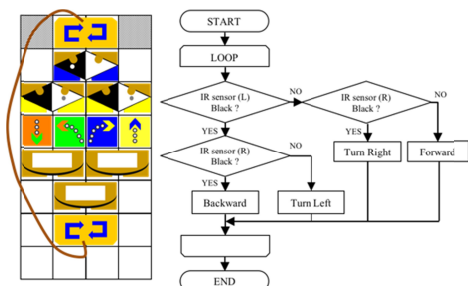 START
LOOP
IR sensor (L)
Black ?
NO
IR sensor (R)
Black ?
NO
YES
IR sensor (R)
Black ?
NO
YES
Turn Right
Forward
YES
Backward
Turn Left
END